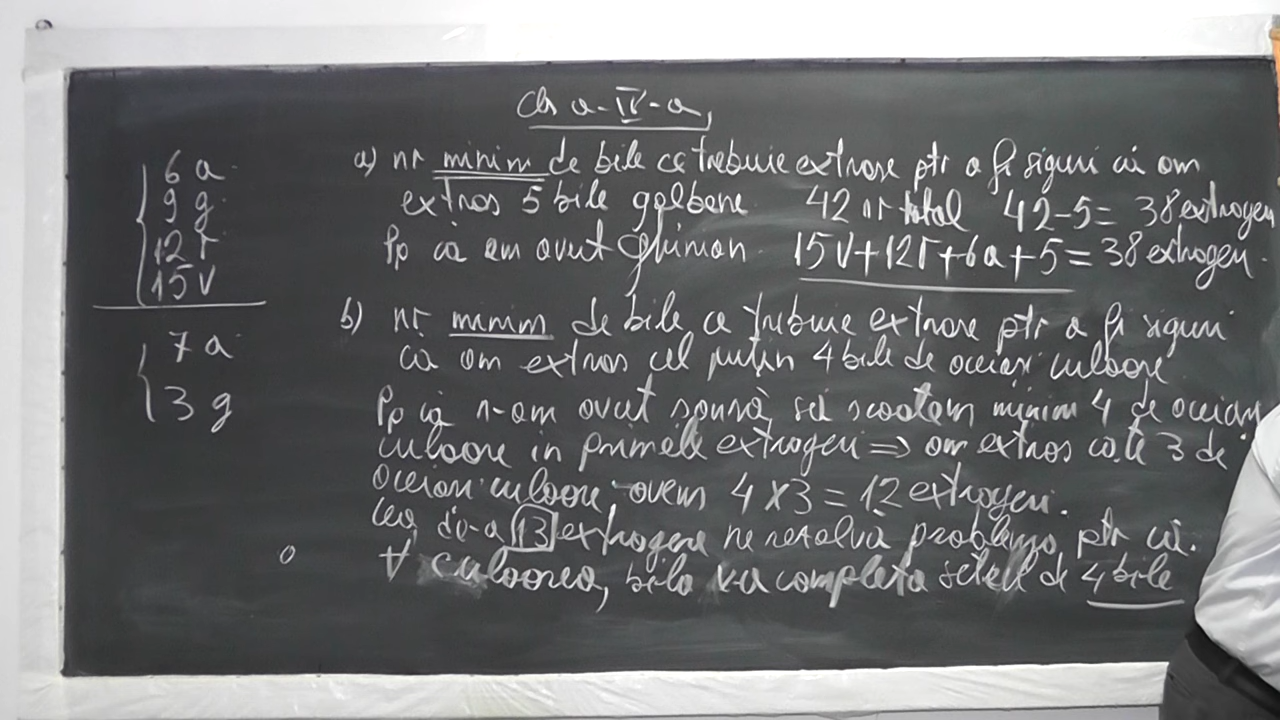 cls a-IV-a,
6 a
9 g
12 r
15 V
7 a
3 g
a) nr minim de bile ce trebuie extrase ptr a fi siguri că am
extras 5 bile galbene 42 nr total 42-5= 38 extrageri
Pp că am avut ghinion 15V+12r+6a+5=38 extrageri.
b) nr minim de bile, ce trebuie extrase ptr a fi siguri
că am extras cel puțin 4 bile de aceiași culoare
Pp că n-am avut șansă să scoatem minim 4 de aceiași
culoare în primele extrageri => am extras câte 3 de
aceiași culoare, avem 4 x 3 = 12 extrageri.
cea de-a 13 extragere ne rezolvă problema, ptr că.
∀ culoarea, bila va completa setul de 4 bile